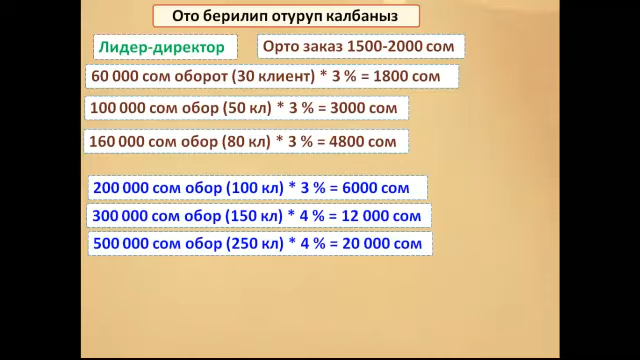 Ото берилип отуруп калбаныз
Лидер-директор
Орто заказ 1500-2000 сом
60 000 сом оборот (30 клиент) * 3 % = 1800 сом
100 000 сом обор (50 кл) * 3 % = 3000 сом
160 000 сом обор (80 кл) * 3 % = 4800 сом
200 000 сом обор (100 кл) * 3 % = 6000 сом
300 000 сом обор (150 кл) * 4 % = 12 000 сом
500 000 сом обор (250 кл) * 4 % = 20 000 сом